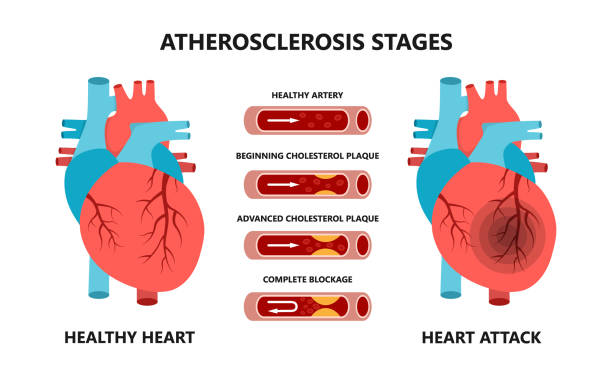 ATHEROSCLEROSIS STAGES
HEALTHY ARTERY
BEGINNING CHOLESTEROL PLAQUE
ADVANCED CHOLESTEROL PLAQUE
COMPLETE BLOCKAGE
HEALTHY HEART
HEART ATTACK